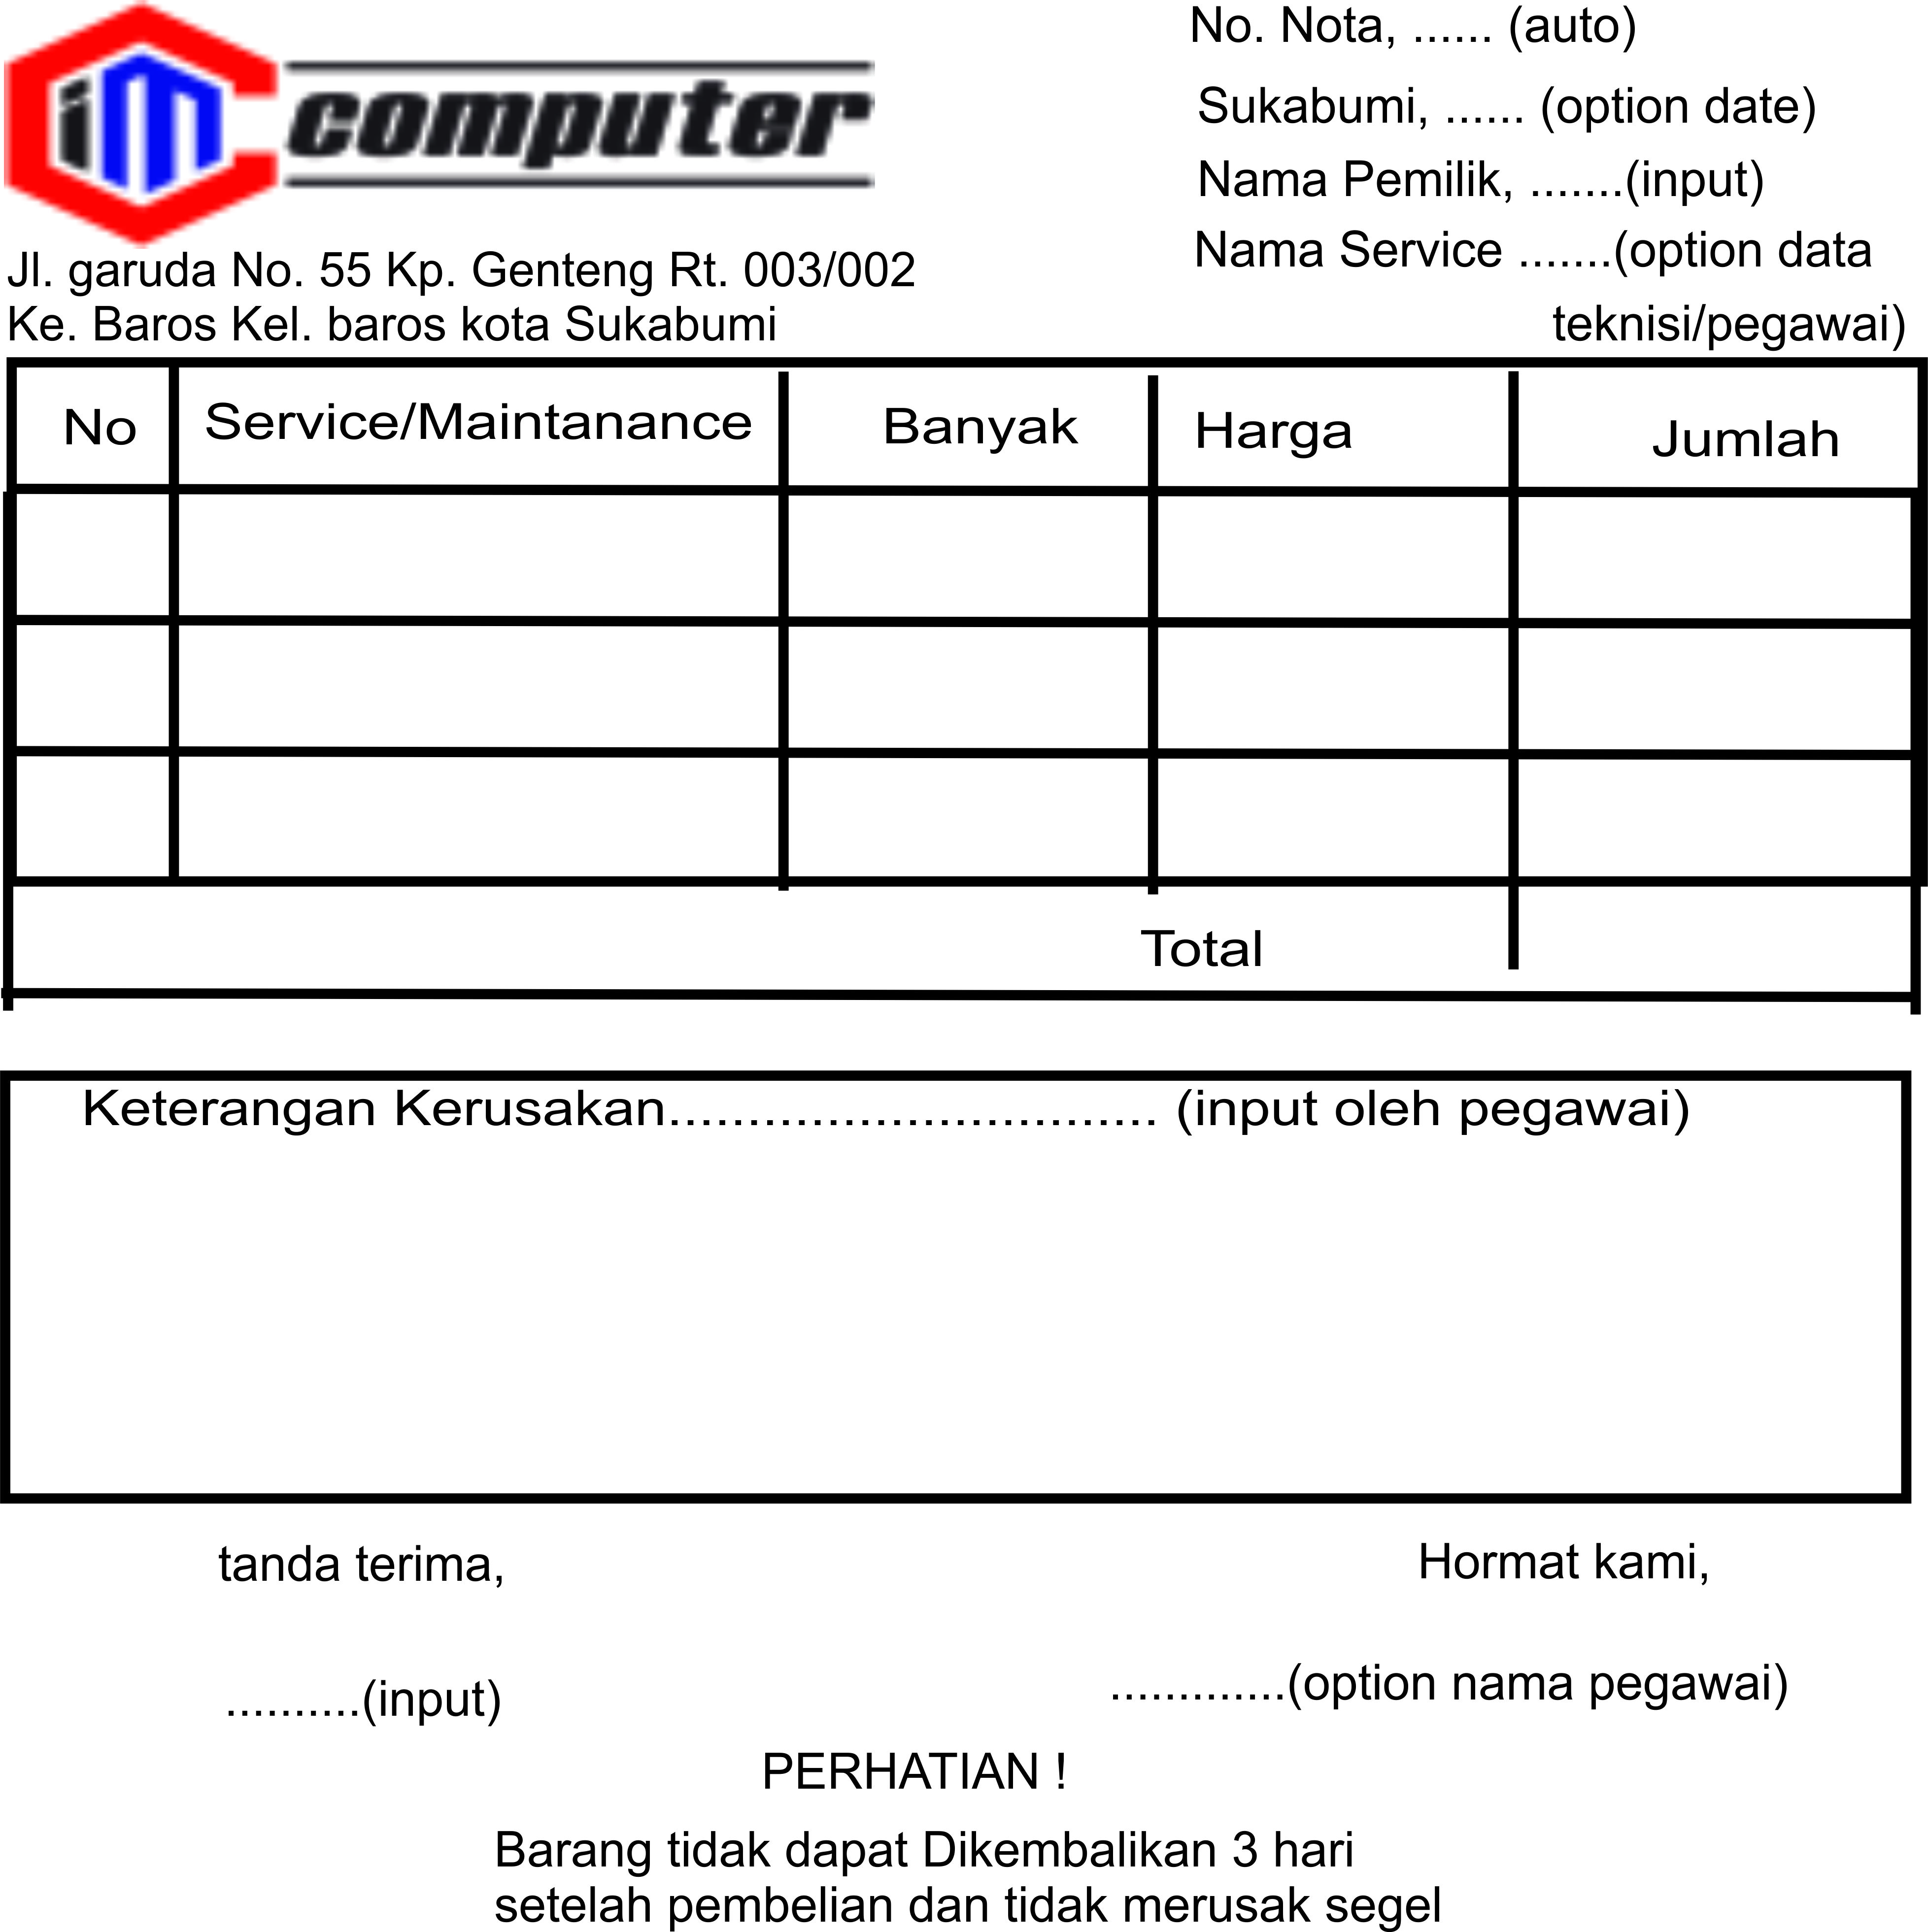 iM computer
No. Nota, ...... (auto)
Sukabumi, ...... (option date)
Nama Pemilik, .......(input)
Nama Service .......(option data
teknisi/pegawai)
Jl. garuda No. 55 Kp. Genteng Rt. 003/002
Ke. Baros Kel. baros kota Sukabumi
No Service/Maintanance Banyak Harga Jumlah
Total
Keterangan Kerusakan............................... (input oleh pegawai)
tanda terima,
Hormat kami,
..........(input)
.............(option nama pegawai)
PERHATIAN !
Barang tidak dapat Dikembalikan 3 hari
setelah pembelian dan tidak merusak segel